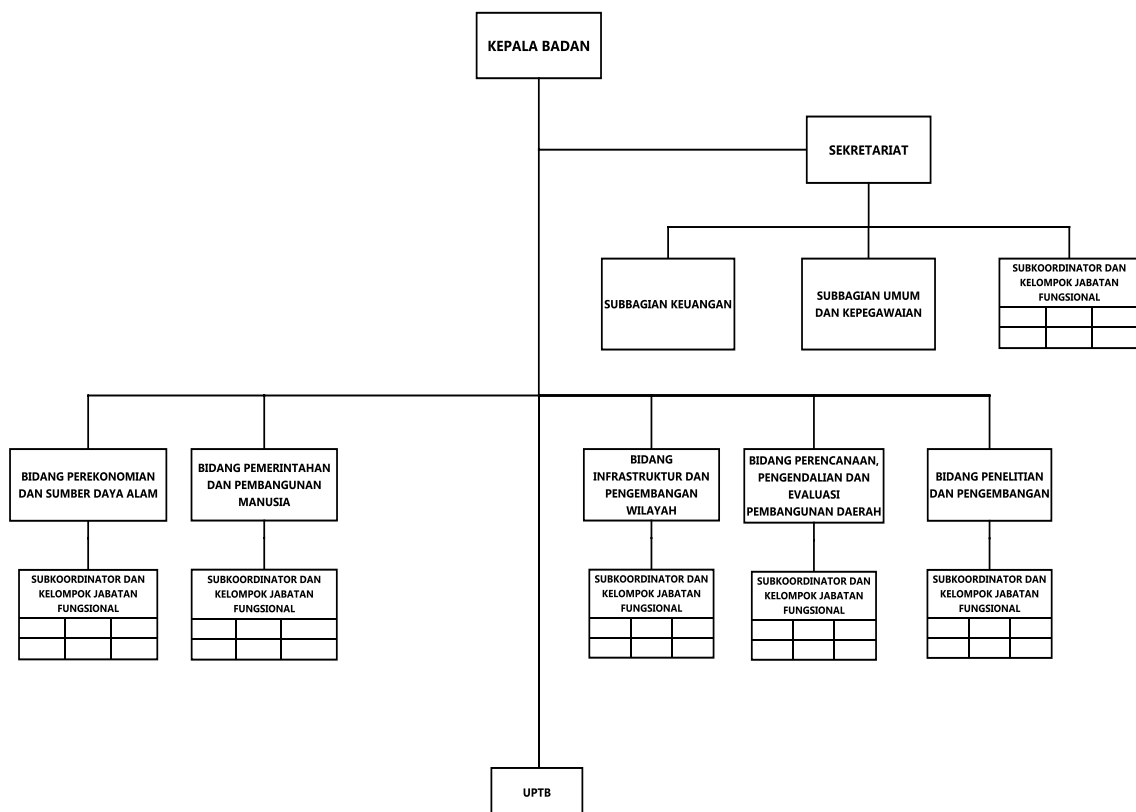 KEPALA BADAN
SEKRETARIAT
SUBBAGIAN KEUANGAN
SUBBAGIAN UMUM
DAN KEPEGAWAIAN
SUBKOORDINATOR DAN
KELOMPOK JABATAN
FUNGSIONAL
BIDANG PEREKONOMIAN
DAN SUMBER DAYA ALAM
BIDANG PEMERINTAHAN
DAN PEMBANGUNAN
MANUSIA
BIDANG
INFRASTRUKTUR DAN
PENGEMBANGAN
WILAYAH
BIDANG PERENCANAAN,
PENGENDALIAN DAN
EVALUASI
PEMBANGUNAN DAERAH
BIDANG PENELITIAN
DAN PENGEMBANGAN
SUBKOORDINATOR DAN
KELOMPOK JABATAN
FUNGSIONAL
SUBKOORDINATOR DAN
KELOMPOK JABATAN
FUNGSIONAL
SUBKOORDINATOR DAN
KELOMPOK JABATAN
FUNGSIONAL
SUBKOORDINATOR DAN
KELOMPOK JABATAN
FUNGSIONAL
SUBKOORDINATOR DAN
KELOMPOK JABATAN
FUNGSIONAL
UPTB